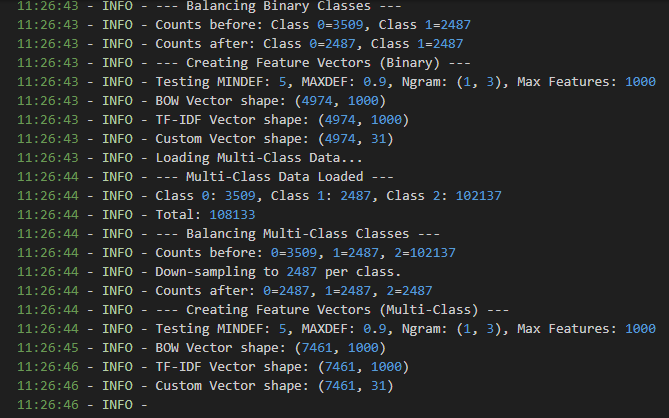 11:26:43 - INFO - --- Balancing Binary Classes ---
11:26:43 - INFO - Counts before: Class 0=3509, Class 1=2487
11:26:43 - INFO - Counts after: Class 0=2487, Class 1=2487
11:26:43 - INFO - --- Creating Feature Vectors (Binary) ---
11:26:43 - INFO - Testing MINDEF: 5, MAXDEF: 0.9, Ngram: (1, 3), Max Features: 1000
11:26:43 - INFO - BOW Vector shape: (4974, 1000)
11:26:43 - INFO - TF-IDF Vector shape: (4974, 1000)
11:26:43 - INFO - Custom Vector shape: (4974, 31)
11:26:43 - INFO - Loading Multi-Class Data...
11:26:44 - INFO - --- Multi-Class Data Loaded ---
11:26:44 - INFO - Class 0: 3509, Class 1: 2487, Class 2: 102137
11:26:44 - INFO - Total: 108133
11:26:44 - INFO - --- Balancing Multi-Class Classes ---
11:26:44 - INFO - Counts before: 0=3509, 1=2487, 2=102137
11:26:44 - INFO - Down-sampling to 2487 per class.
11:26:44 - INFO - Counts after: 0=2487, 1=2487, 2=2487
11:26:44 - INFO - --- Creating Feature Vectors (Multi-Class) ---
11:26:44 - INFO - Testing MINDEF: 5, MAXDEF: 0.9, Ngram: (1, 3), Max Features: 1000
11:26:45 - INFO - BOW Vector shape: (7461, 1000)
11:26:46 - INFO - TF-IDF Vector shape: (7461, 1000)
11:26:46 - INFO - Custom Vector shape: (7461, 31)
11:26:46 - INFO -